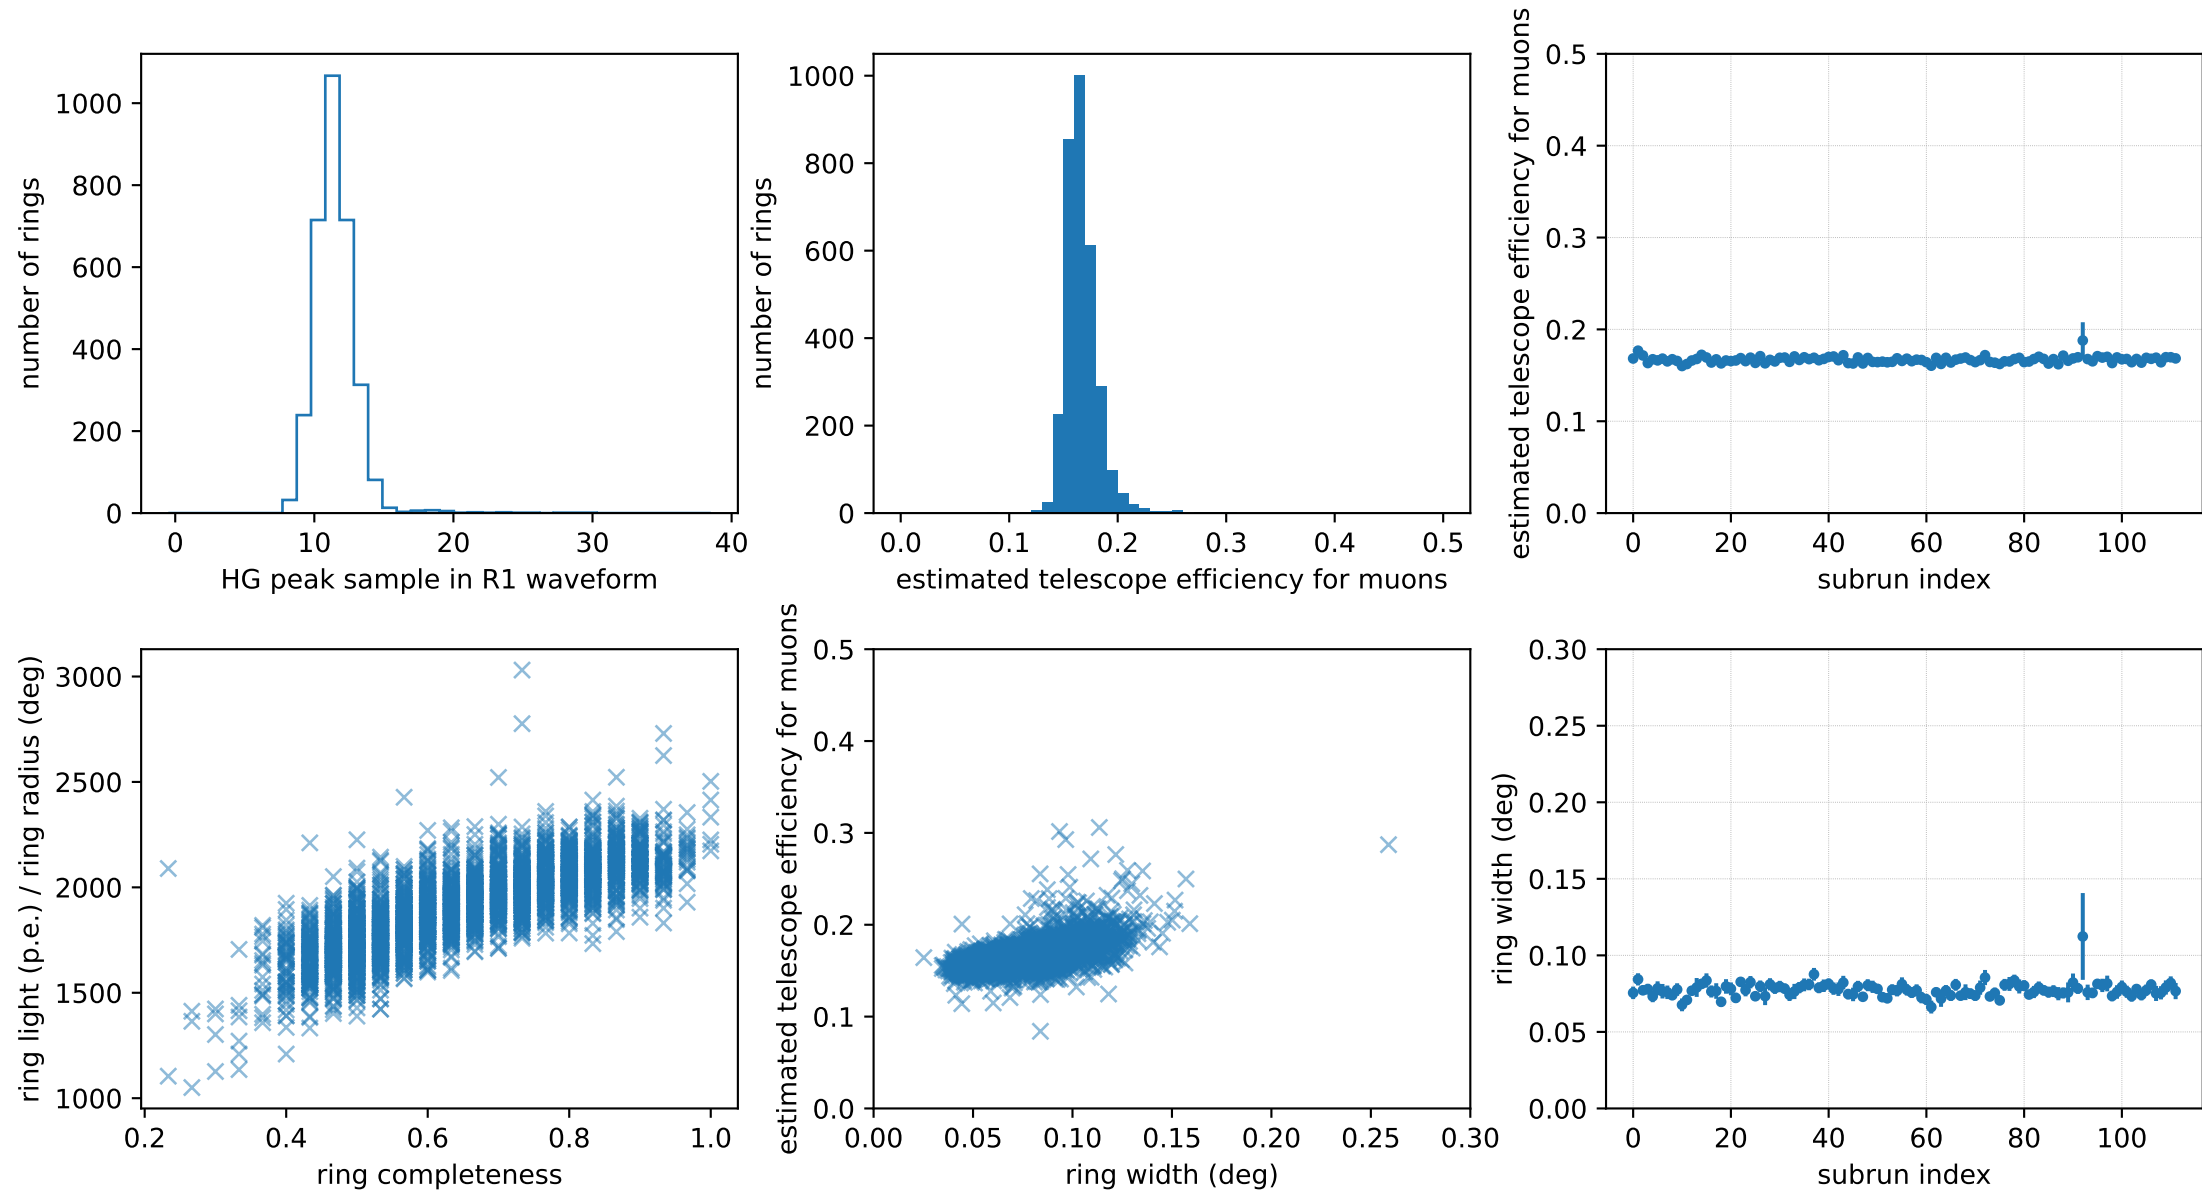 number of rings
1000
800
600
400
200
0
0 10 20 30 40
HG peak sample in R1 waveform
number of rings
1000
800
600
400
200
0
0.0 0.1 0.2 0.3 0.4 0.5
estimated telescope efficiency for muons
estimated telescope efficiency for muons
0.5
0.4
0.3
0.2
0.1
0.0
0 20 40 60 80 100
subrun index
ring light (p.e.) / ring radius (deg)
3000
2500
2000
1500
1000
0.2 0.4 0.6 0.8 1.0
ring completeness
estimated telescope efficiency for muons
0.5
0.4
0.3
0.2
0.1
0.0
0.00 0.05 0.10 0.15 0.20 0.25 0.30
ring width (deg)
ring width (deg)
0.30
0.25
0.20
0.15
0.10
0.05
0.00
0 20 40 60 80 100
subrun index